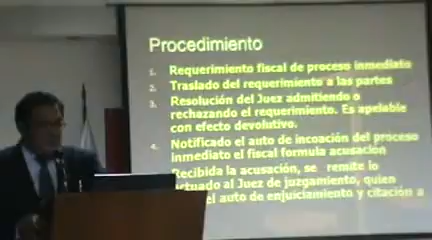 Procedimiento
1. Requerimiento fiscal de proceso inmediato
2. Traslado del requerimiento a las partes
3. Resolución del Juez admitiendo o
rechazando el requerimiento. Es apelable
con efecto devolutivo.
4. Notificado el auto de incoación del proceso
inmediato el fiscal formula acusación
Recibida la acusación, se remite lo
actuado al Juez de juzgamiento, quien
el auto de enjuiciamiento y citación a